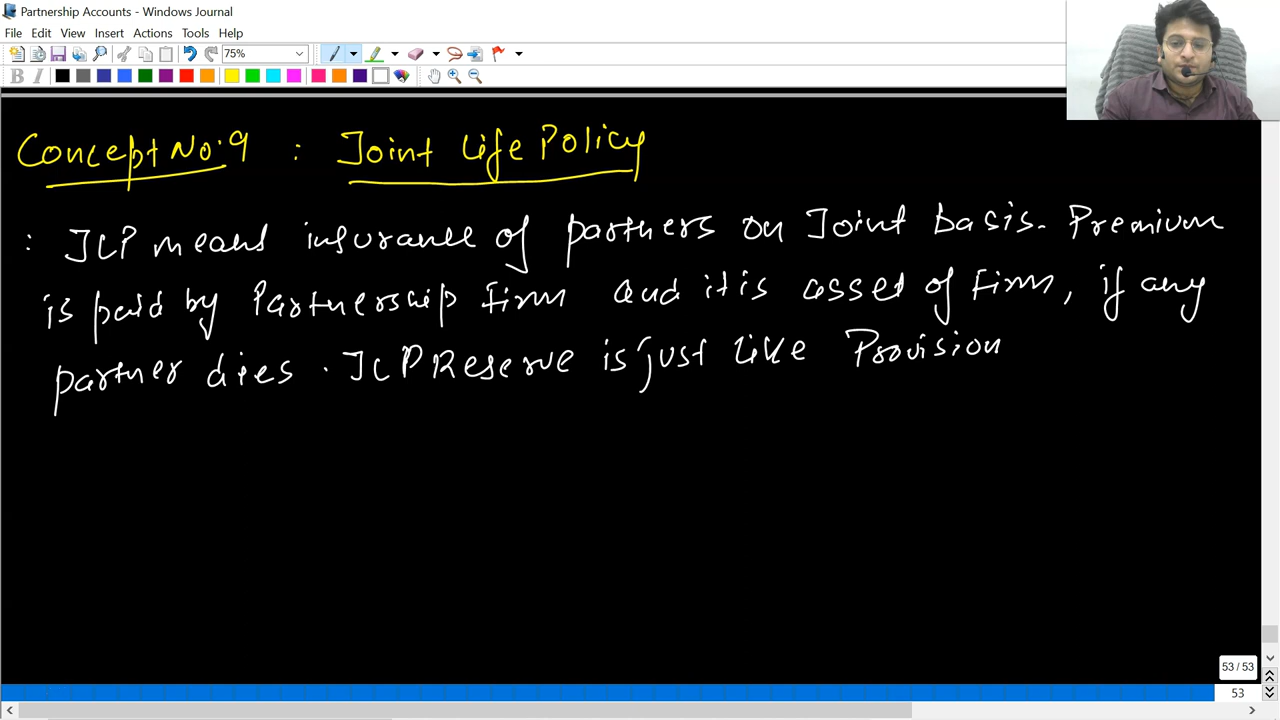 Partnership Accounts - Windows Journal
File Edit View Insert Actions Tools Help
75%
B I
Concept No. 9 : Joint Life Policy
: JLP means insurance of partners on Joint basis. Premium
is paid by Partnership firm and it is asset of firm, if any
partner dies. JLP Reserve is just like Provision
53 / 53
53